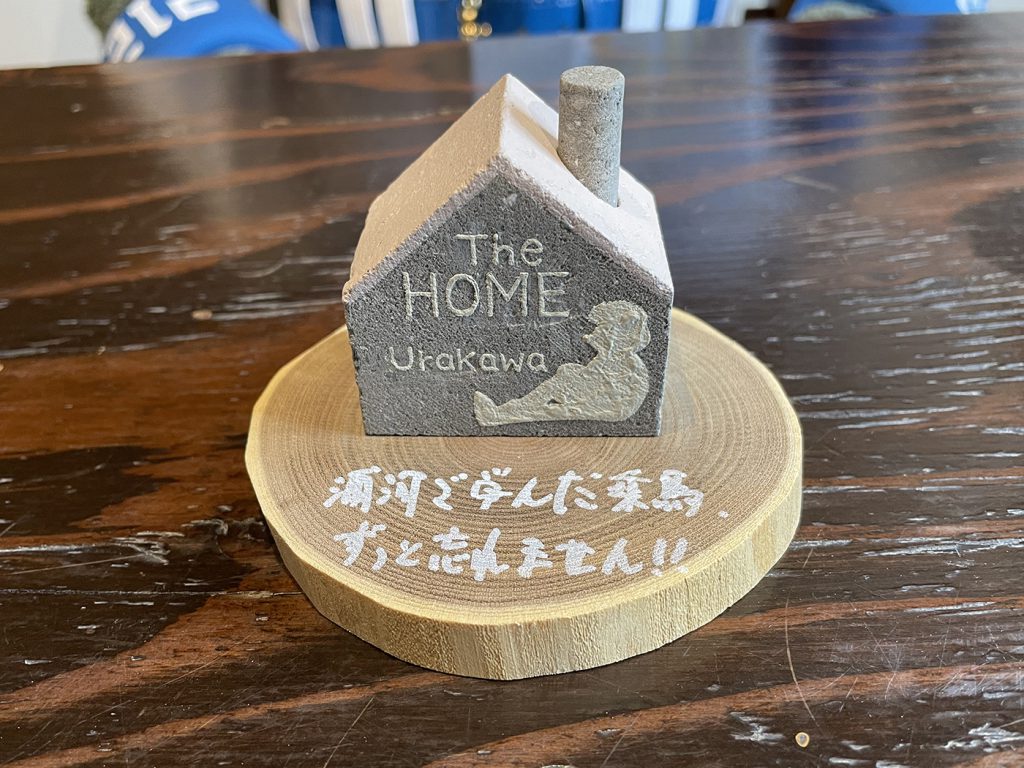 The
HOME
Urakawa
浦河で学んだ乗馬、
ずっと忘れません!!